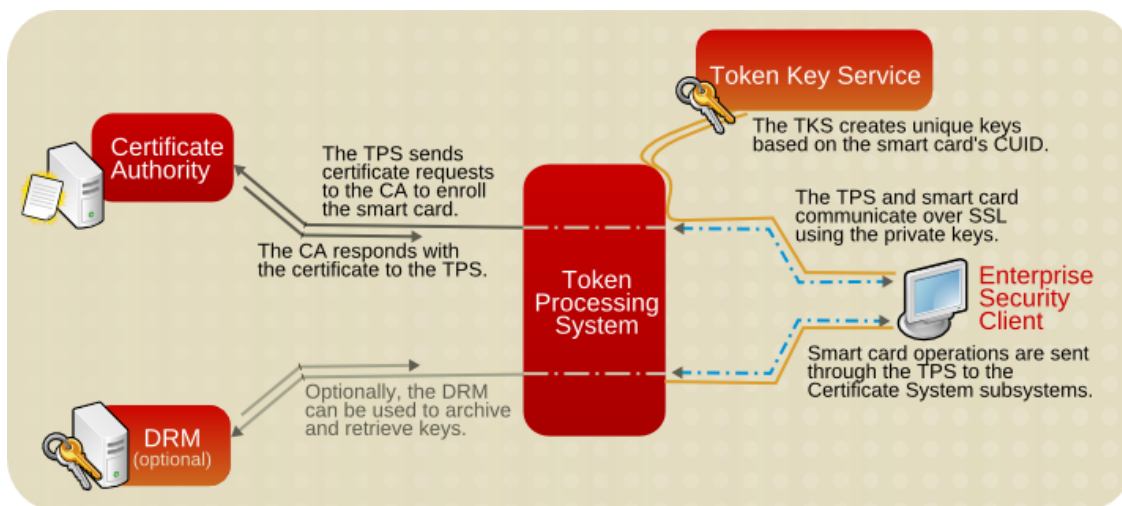 Token Key Service
The TKS creates unique keys
based on the smart card's CUID.
Certificate
Authority
The TPS sends
certificate requests
to the CA to enroll
the smart card.
The CA responds with
the certificate to the TPS.
The TPS and smart card
communicate over SSL
using the private keys.
Token
Processing
System
Enterprise
Security
Client
Smart card operations are sent
through the TPS to the
Certificate System subsystems.
Optionally, the DRM
can be used to archive
and retrieve keys.
DRM
(optional)